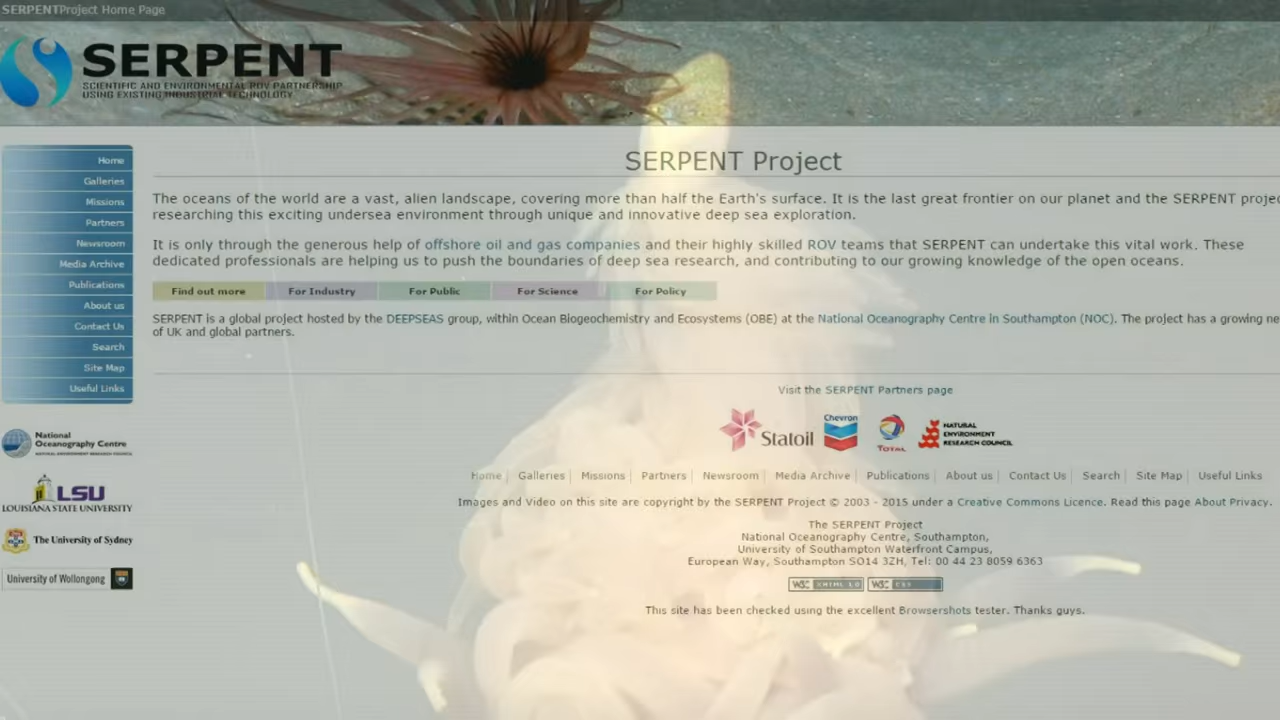 SERPENTProject Home Page
SERPENT
SCIENTIFIC AND ENVIRONMENTAL ROV PARTNERSHIP
USING EXISTING INDUSTRIAL TECHNOLOGY
Home
Galleries
Missions
Partners
Newsroom
Media Archive
Publications
About us
Contact Us
Search
Site Map
Useful Links
National
Oceanography Centre
NATURAL ENVIRONMENT RESEARCH COUNCIL
LSU
LOUISIANA STATE UNIVERSITY
The University of Sydney
University of Wollongong
SERPENT Project
The oceans of the world are a vast, alien landscape, covering more than half the Earth's surface. It is the last great frontier on our planet and the SERPENT projec
researching this exciting undersea environment through unique and innovative deep sea exploration.
It is only through the generous help of offshore oil and gas companies and their highly skilled ROV teams that SERPENT can undertake this vital work. These
dedicated professionals are helping us to push the boundaries of deep sea research, and contributing to our growing knowledge of the open oceans.
Find out more For Industry For Public For Science For Policy
SERPENT is a global project hosted by the DEEPSEAS group, within Ocean Biogeochemistry and Ecosystems (OBE) at the National Oceanography Centre in Southampton (NOC). The project has a growing ne
of UK and global partners.
Visit the SERPENT Partners page
Statoil
Chevron
TOTAL
NATURAL
ENVIRONMENT
RESEARCH COUNCIL
Home | Galleries | Missions | Partners | Newsroom | Media Archive | Publications | About us | Contact Us | Search | Site Map | Useful Links
Images and Video on this site are copyright by the SERPENT Project © 2003 - 2015 under a Creative Commons Licence. Read this page About Privacy.
The SERPENT Project
National Oceanography Centre, Southampton,
University of Southampton Waterfront Campus,
European Way, Southampton SO14 3ZH, Tel: 00 44 23 8059 6363
W3C XHTML 1.0 W3C CSS
This site has been checked using the excellent Browsershots tester. Thanks guys.